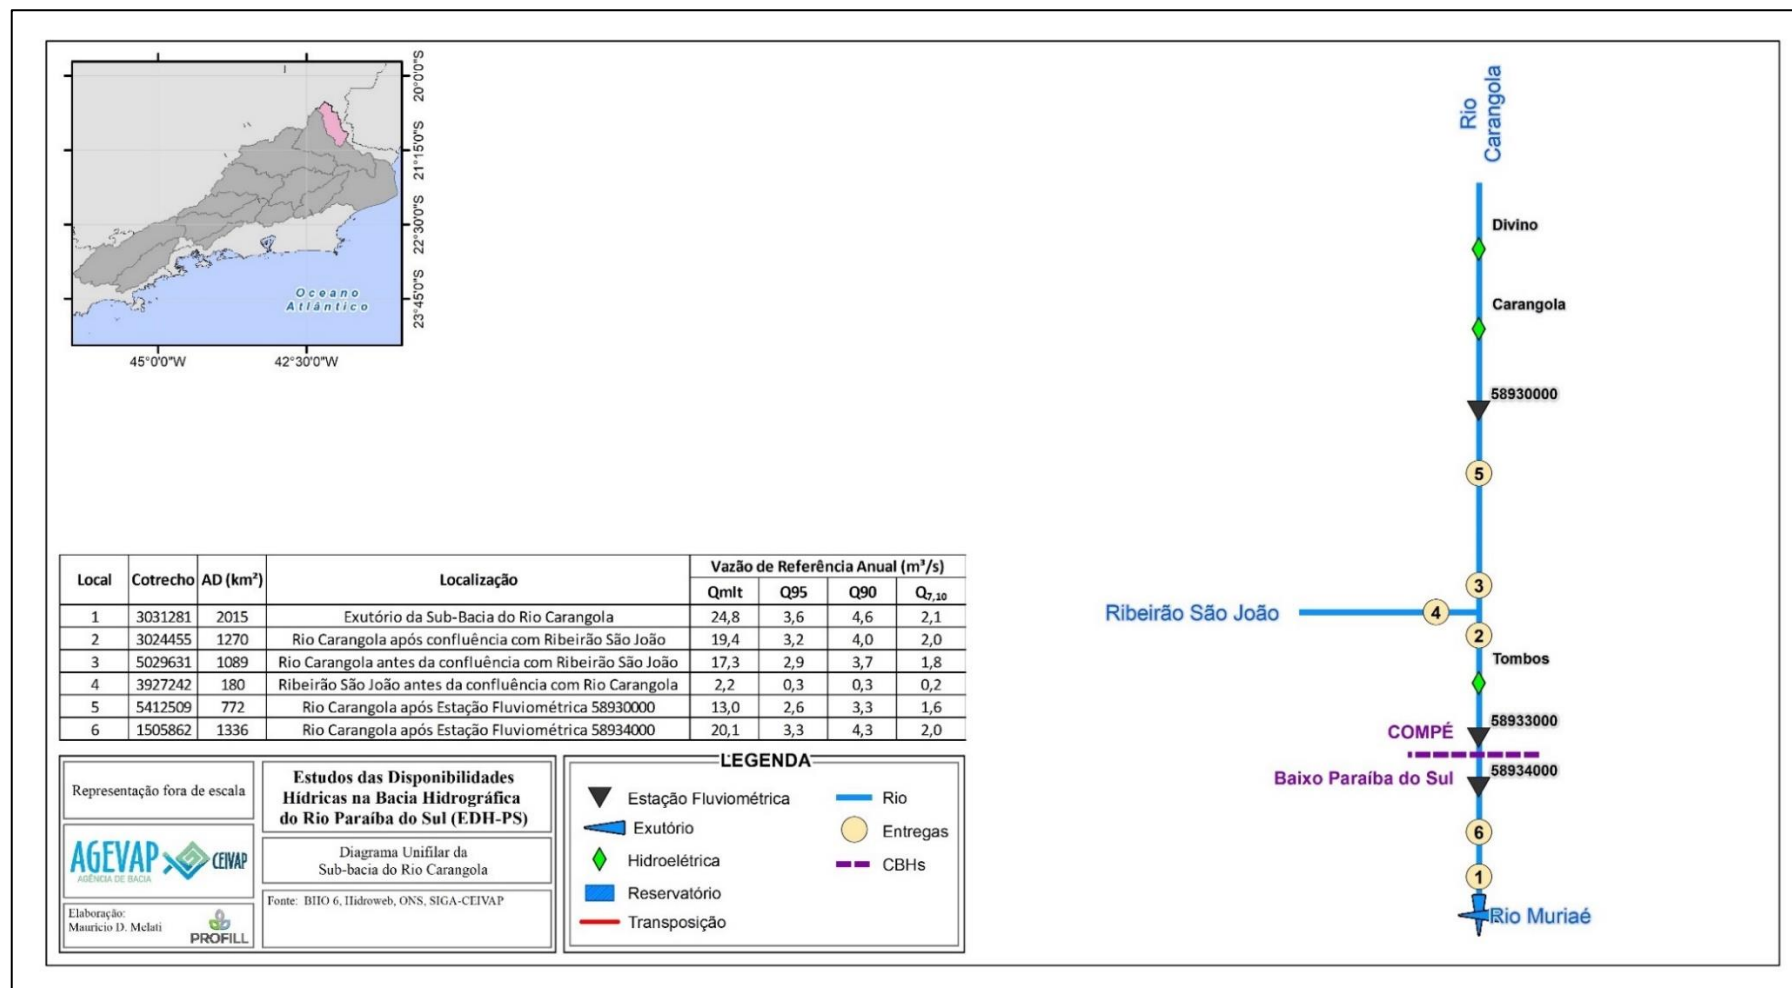 20°0'0"S
21°15'0"S
22°30'0"S
23°45'0"S
Oceano
Atlântico
45°0'0"W
42°30'0"W
Rio
Carangola
Divino
Carangola
58930000
5
3
Ribeirão São João
4
2
Tombos
58933000
COMPÉ
Baixo Paraíba do Sul
58934000
6
1
Rio Muriaé
Local Cotrecho AD (km²) Localização Vazão de Referência Anual (m³/s)
Qmlt Q95 Q90 Q7,10
1 3031281 2015 Exutório da Sub-Bacia do Rio Carangola 24,8 3,6 4,6 2,1
2 3024455 1270 Rio Carangola após confluência com Ribeirão São João 19,4 3,2 4,0 2,0
3 5029631 1089 Rio Carangola antes da confluência com Ribeirão São João 17,3 2,9 3,7 1,8
4 3927242 180 Ribeirão São João antes da confluência com Rio Carangola 2,2 0,3 0,3 0,2
5 5412509 772 Rio Carangola após Estação Fluviométrica 58930000 13,0 2,6 3,3 1,6
6 1505862 1336 Rio Carangola após Estação Fluviométrica 58934000 20,1 3,3 4,3 2,0
Representação fora de escala
AGEVAP
AGÊNCIA DE BACIA
CEIVAP
Elaboração:
Mauricio D. Melati
PROFILL
Estudos das Disponibilidades
Hídricas na Bacia Hidrográfica
do Rio Paraíba do Sul (EDH-PS)
Diagrama Unifilar da
Sub-bacia do Rio Carangola
Fonte: BHO 6, Hidroweb, ONS, SIGA-CEIVAP
LEGENDA
Estação Fluviométrica
Exutório
Hidroelétrica
Reservatório
Transposição
Rio
Entregas
CBHs